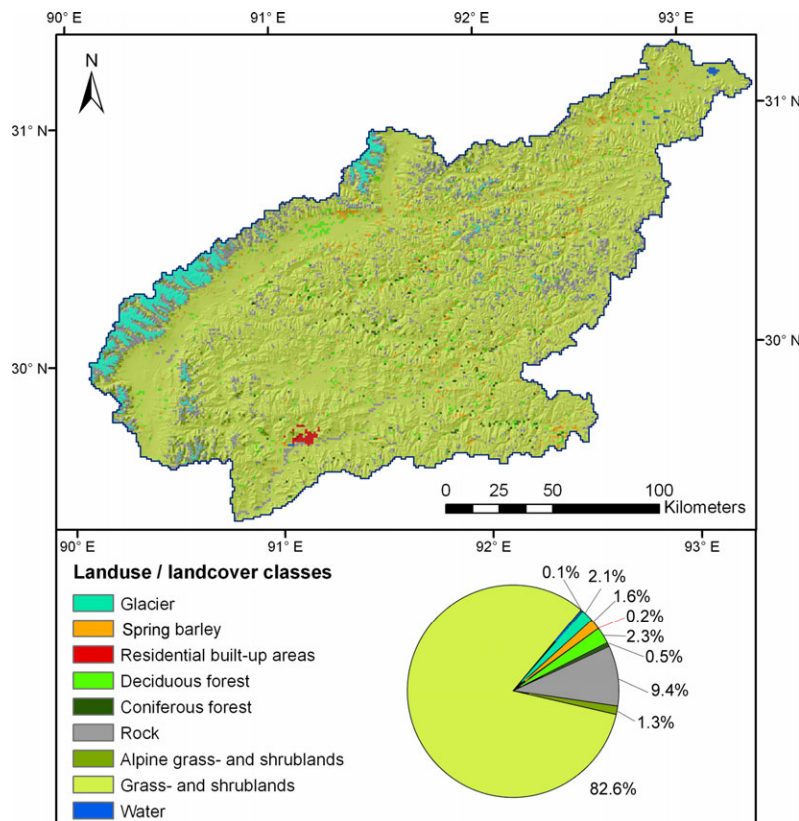 90° E 91° E 92° E 93° E
N
31° N 31° N
30° N 30° N
0 25 50 100
Kilometers
90° E 91° E 92° E 93° E
Landuse / landcover classes
Glacier
Spring barley
Residential built-up areas
Deciduous forest
Coniferous forest
Rock
Alpine grass- and shrublands
Grass- and shrublands
Water
0.1%
2.1%
1.6%
0.2%
2.3%
0.5%
9.4%
1.3%
82.6%